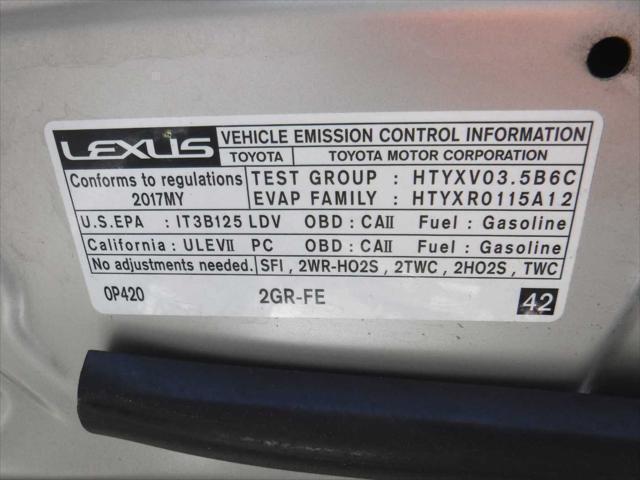 LEXUS VEHICLE EMISSION CONTROL INFORMATION
TOYOTA TOYOTA MOTOR CORPORATION
Conforms to regulations TEST GROUP : HTYXV03.5B6C
2017MY EVAP FAMILY : HTYXR0115A12
U.S.EPA : IT3B125 LDV OBD : CAII Fuel : Gasoline
California : ULEVII PC OBD : CAII Fuel : Gasoline
No adjustments needed. SFI , 2WR-HO2S , 2TWC , 2HO2S , TWC
0P420 2GR-FE 42